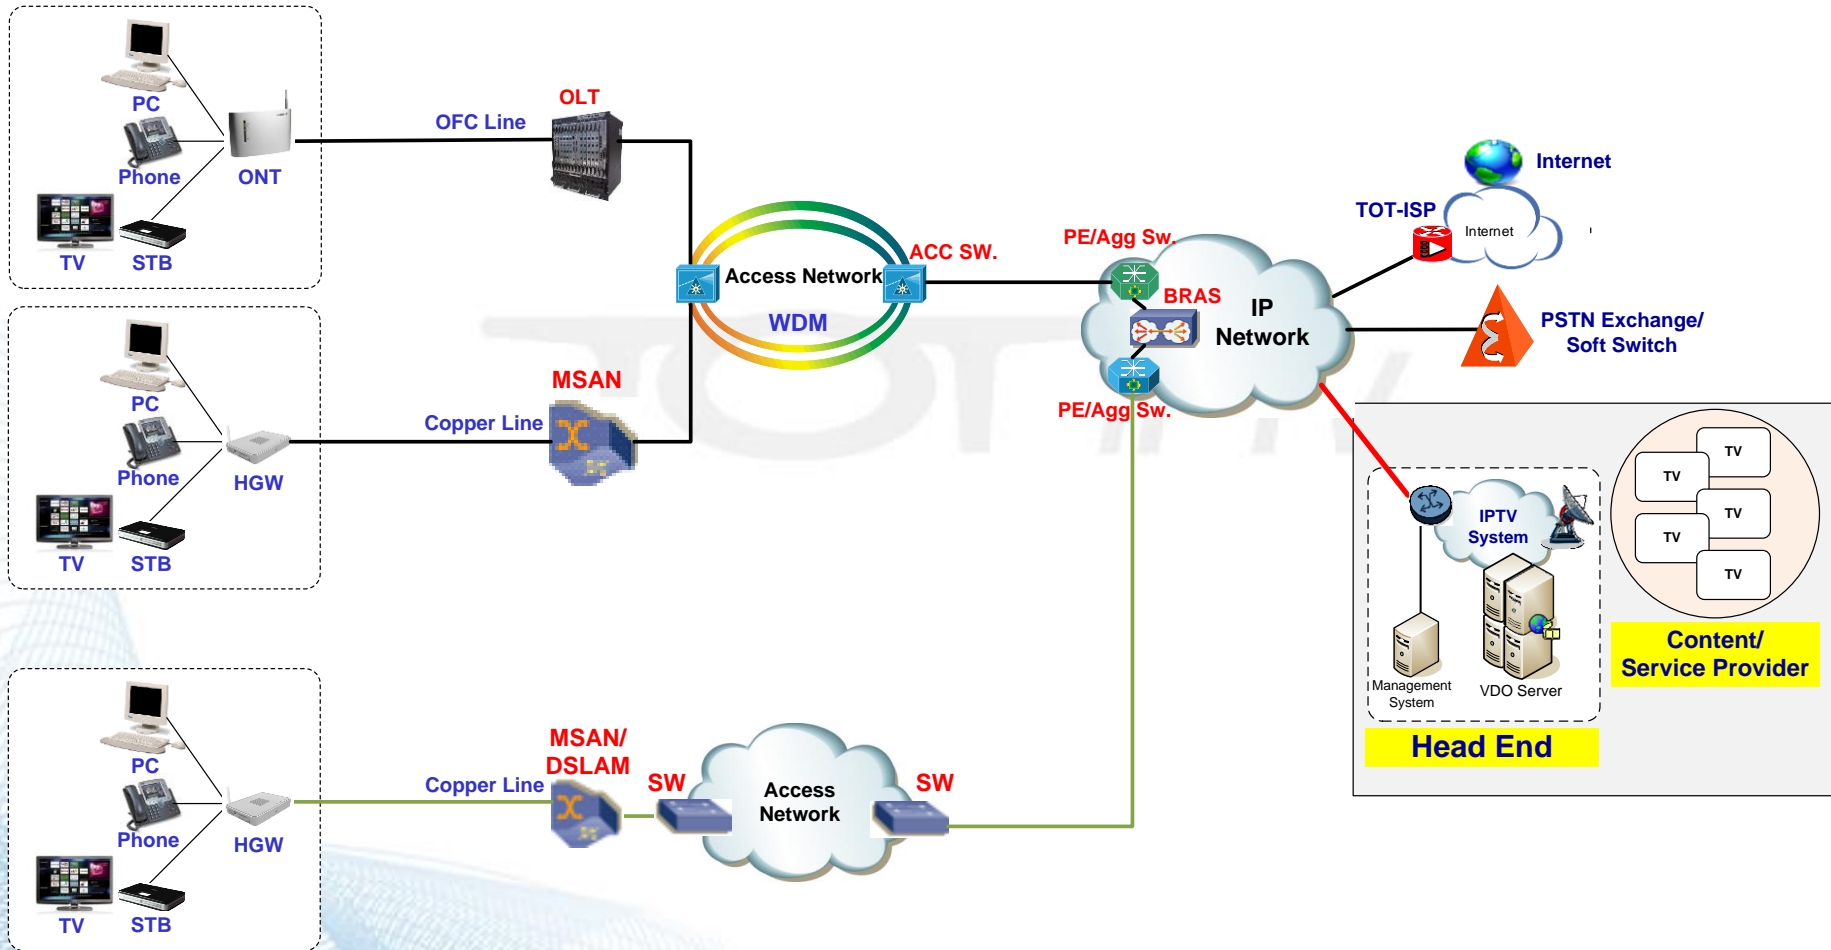 PC
Phone
ONT
TV
STB
OFC Line
OLT
PC
Phone
HGW
TV
STB
Copper Line
MSAN
Access Network
WDM
ACC SW.
PE/Agg Sw.
BRAS
IP
Network
PE/Agg Sw.
Internet
TOT-ISP
Internet
PSTN Exchange/
Soft Switch
IPTV
System
Management
System
VDO Server
Head End
TV
TV
TV
TV
TV
Content/
Service Provider
PC
Phone
HGW
TV
STB
Copper Line
MSAN/
DSLAM
SW
Access
Network
SW
TOT IPTV